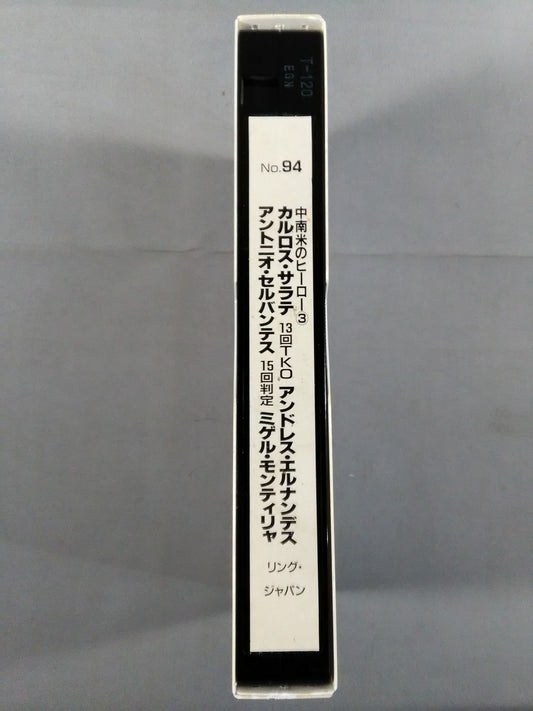 T-120
EGN
No.94
中南米のヒーロー③
カルロス・サラテ 13回TKO アンドレス・エルナンデス
アントニオ・セルバンテス 15回判定 ミゲル・モンティリャ
リング・
ジャパン